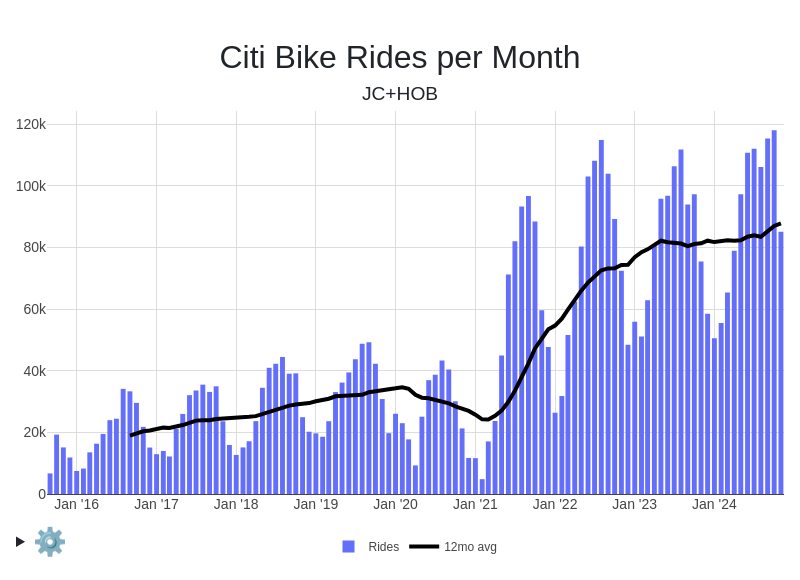 Citi Bike Rides per Month
JC+HOB
120k
100k
80k
60k
40k
20k
0
Jan '16 Jan '17 Jan '18 Jan '19 Jan '20 Jan '21 Jan '22 Jan '23 Jan '24
Rides 12mo avg